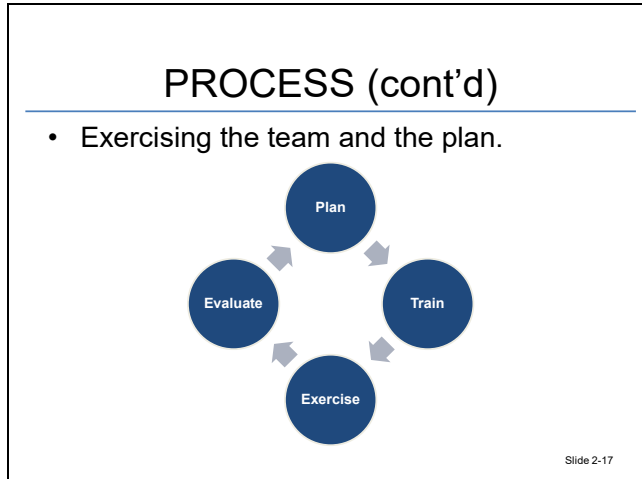 PROCESS (cont’d)
• Exercising the team and the plan.
Plan
Evaluate
Train
Exercise
Slide 2-17